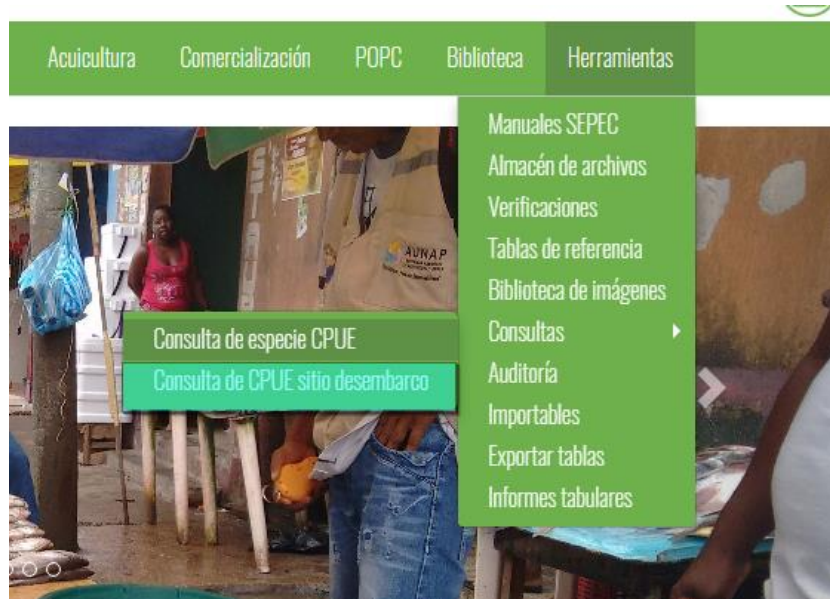 Acuicultura
Comercialización
POPC
Biblioteca
Herramientas
Manuales SEPEC
Almacén de archivos
Verificaciones
Tablas de referencia
Biblioteca de imágenes
Consultas
Auditoría
Importables
Exportar tablas
Informes tabulares
Consulta de especie CPUE
Consulta de CPUE sitio desembarco
AUNAP